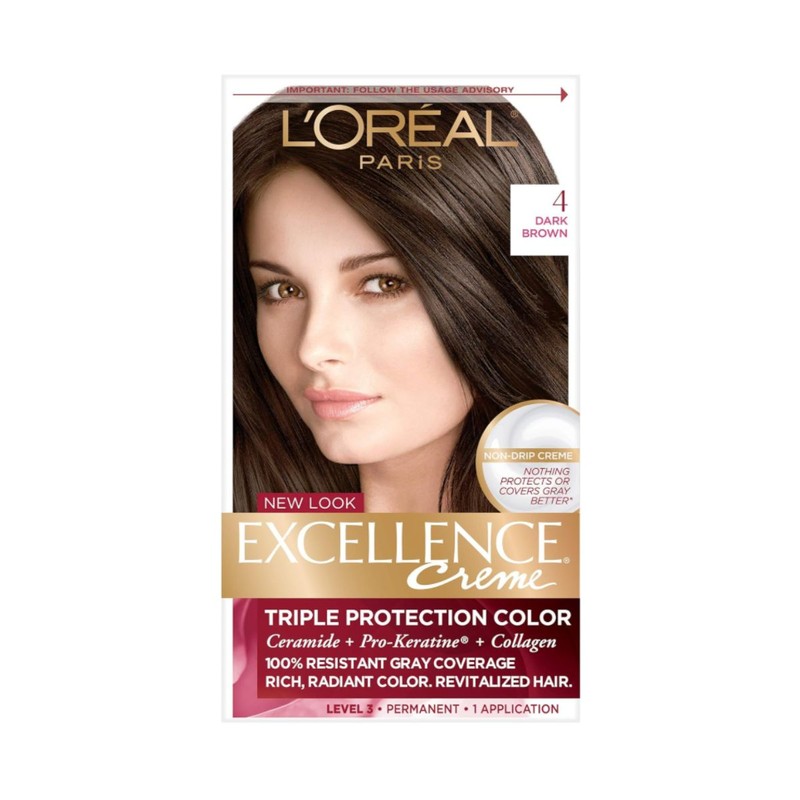 IMPORTANT: FOLLOW THE USAGE ADVISORY
L'ORÉAL®
PARiS
4
DARK
BROWN
NON-DRIP CREME
NOTHING
PROTECTS OR
COVERS GRAY
BETTER*
NEW LOOK
EXCELLENCE®
Creme
TRIPLE PROTECTION COLOR
Ceramide + Pro-Keratine® + Collagen
100% RESISTANT GRAY COVERAGE
RICH, RADIANT COLOR. REVITALIZED HAIR.
LEVEL 3 • PERMANENT • 1 APPLICATION